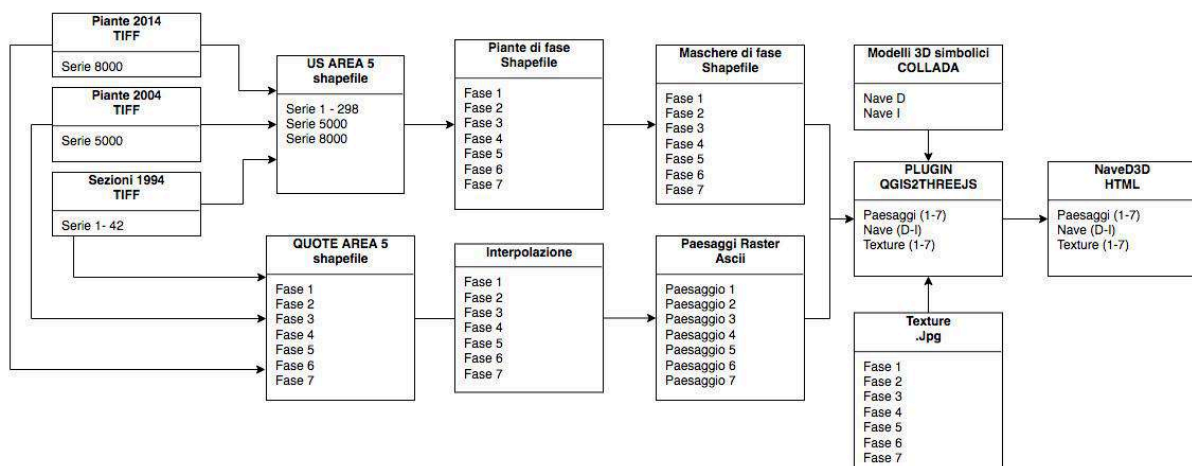 Piante 2014
TIFF
Serie 8000
Piante 2004
TIFF
Serie 5000
Sezioni 1994
TIFF
Serie 1- 42
US AREA 5
shapefile
Serie 1 - 298
Serie 5000
Serie 8000
QUOTE AREA 5
shapefile
Fase 1
Fase 2
Fase 3
Fase 4
Fase 5
Fase 6
Fase 7
Piante di fase
Shapefile
Fase 1
Fase 2
Fase 3
Fase 4
Fase 5
Fase 6
Fase 7
Interpolazione
Fase 1
Fase 2
Fase 3
Fase 4
Fase 5
Fase 6
Fase 7
Maschere di fase
Shapefile
Fase 1
Fase 2
Fase 3
Fase 4
Fase 5
Fase 6
Fase 7
Paesaggi Raster
Ascii
Paesaggio 1
Paesaggio 2
Paesaggio 3
Paesaggio 4
Paesaggio 5
Paesaggio 6
Paesaggio 7
Modelli 3D simbolici
COLLADA
Nave D
Nave I
PLUGIN
QGIS2THREEJS
Paesaggi (1-7)
Nave (D-I)
Texture (1-7)
Texture
.Jpg
Fase 1
Fase 2
Fase 3
Fase 4
Fase 5
Fase 6
Fase 7
NaveD3D
HTML
Paesaggi (1-7)
Nave (D-I)
Texture (1-7)